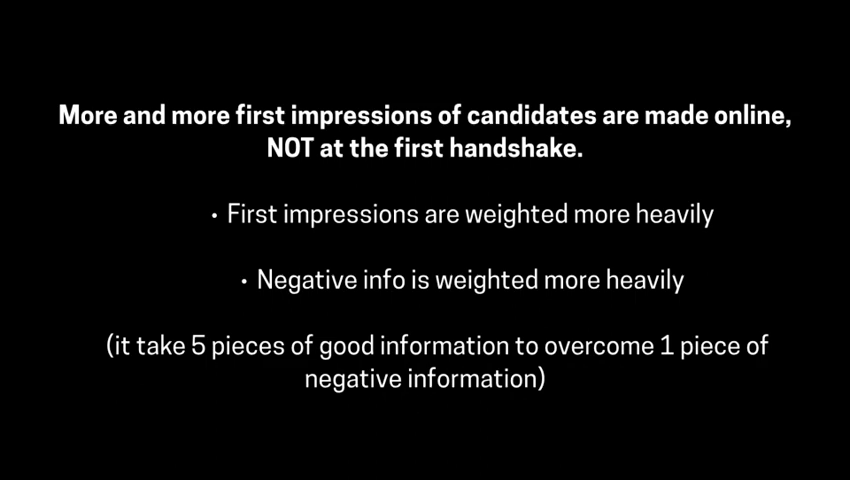 More and more first impressions of candidates are made online,
NOT at the first handshake.
• First impressions are weighted more heavily
• Negative info is weighted more heavily
(it take 5 pieces of good information to overcome 1 piece of
negative information)